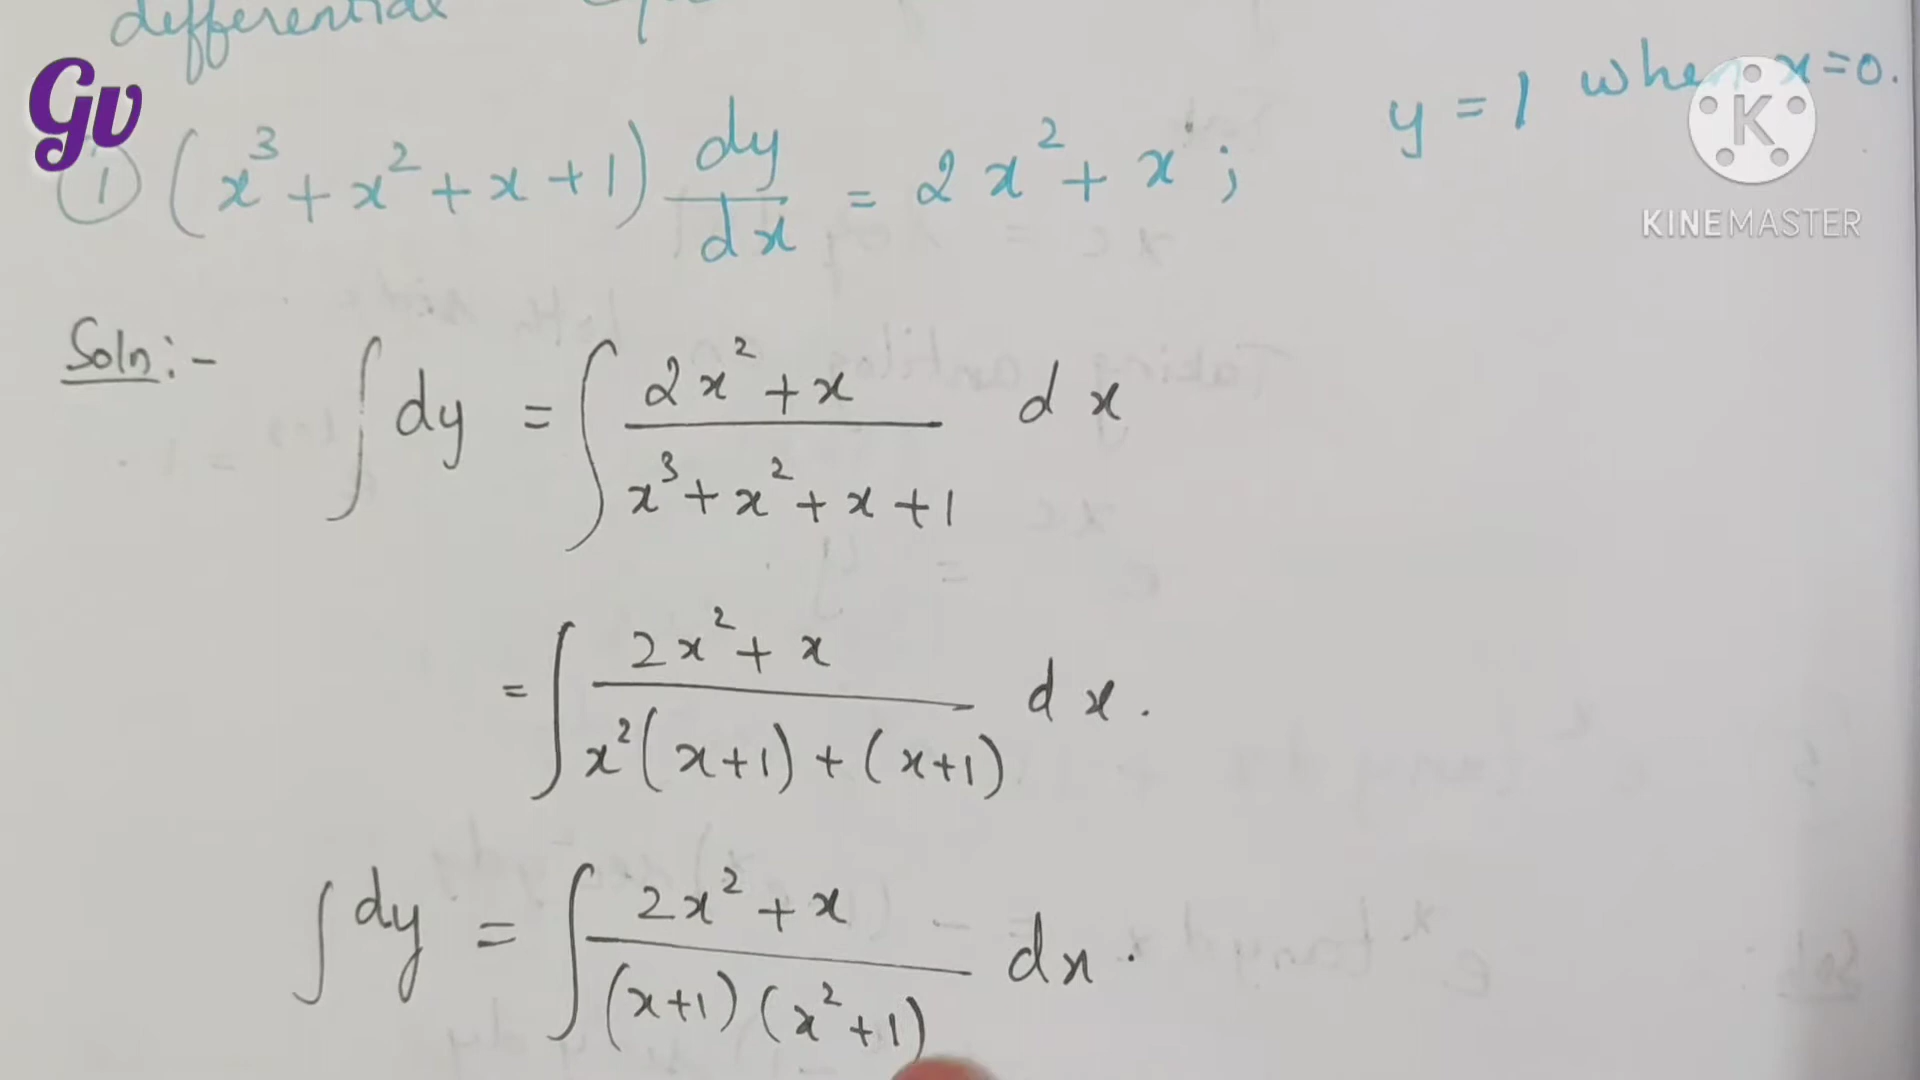 differential
Gv
y = 1 when x=0.
① (x³ + x² + x + 1) dy/dx = 2x² + x ;
KINEMASTER
Soln:-
∫ dy = ∫ (2x² + x)/(x³ + x² + x + 1) dx
= ∫ (2x² + x)/(x²(x+1) + (x+1)) dx.
∫ dy = ∫ (2x² + x)/((x+1)(x²+1)) dx.